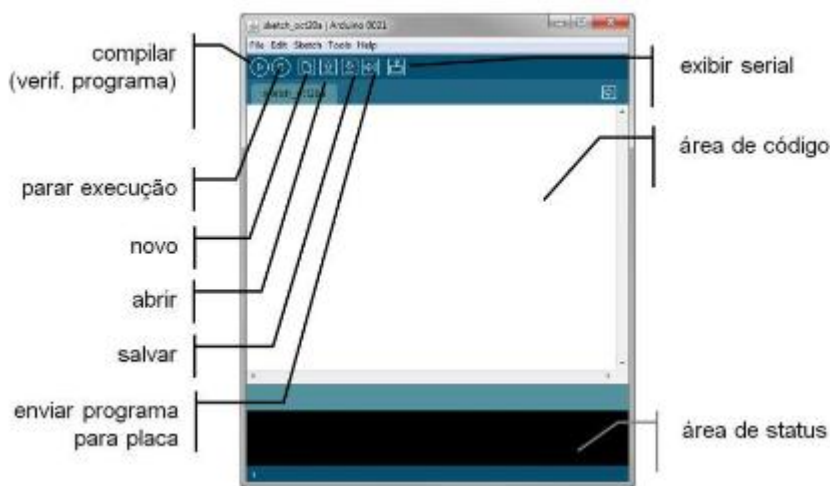 sketch_oct20a | Arduino 0021
File Edit Sketch Tools Help
compilar
(verif. programa)
parar execução
novo
abrir
salvar
enviar programa
para placa
exibir serial
área de código
área de status